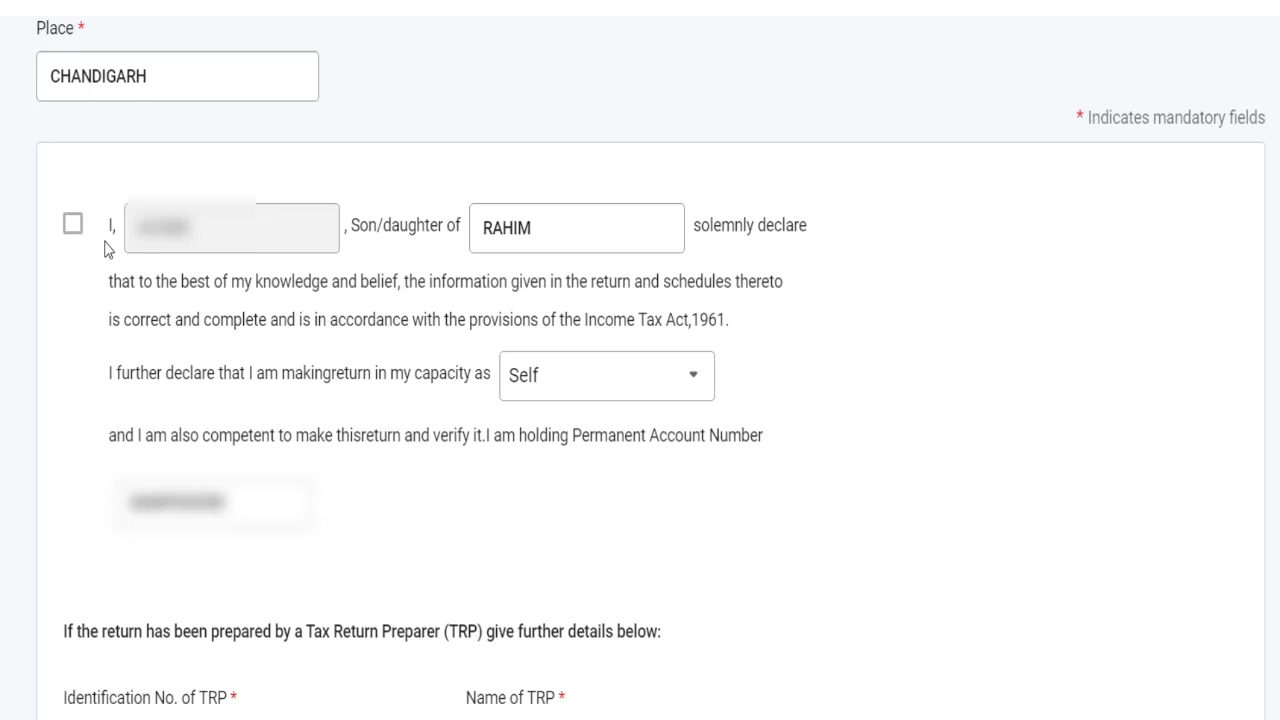 Place *
CHANDIGARH
* Indicates mandatory fields
I, , Son/daughter of RAHIM solemnly declare
that to the best of my knowledge and belief, the information given in the return and schedules thereto
is correct and complete and is in accordance with the provisions of the Income Tax Act,1961.
I further declare that I am makingreturn in my capacity as Self
and I am also competent to make thisreturn and verify it.I am holding Permanent Account Number
If the return has been prepared by a Tax Return Preparer (TRP) give further details below:
Identification No. of TRP * Name of TRP *